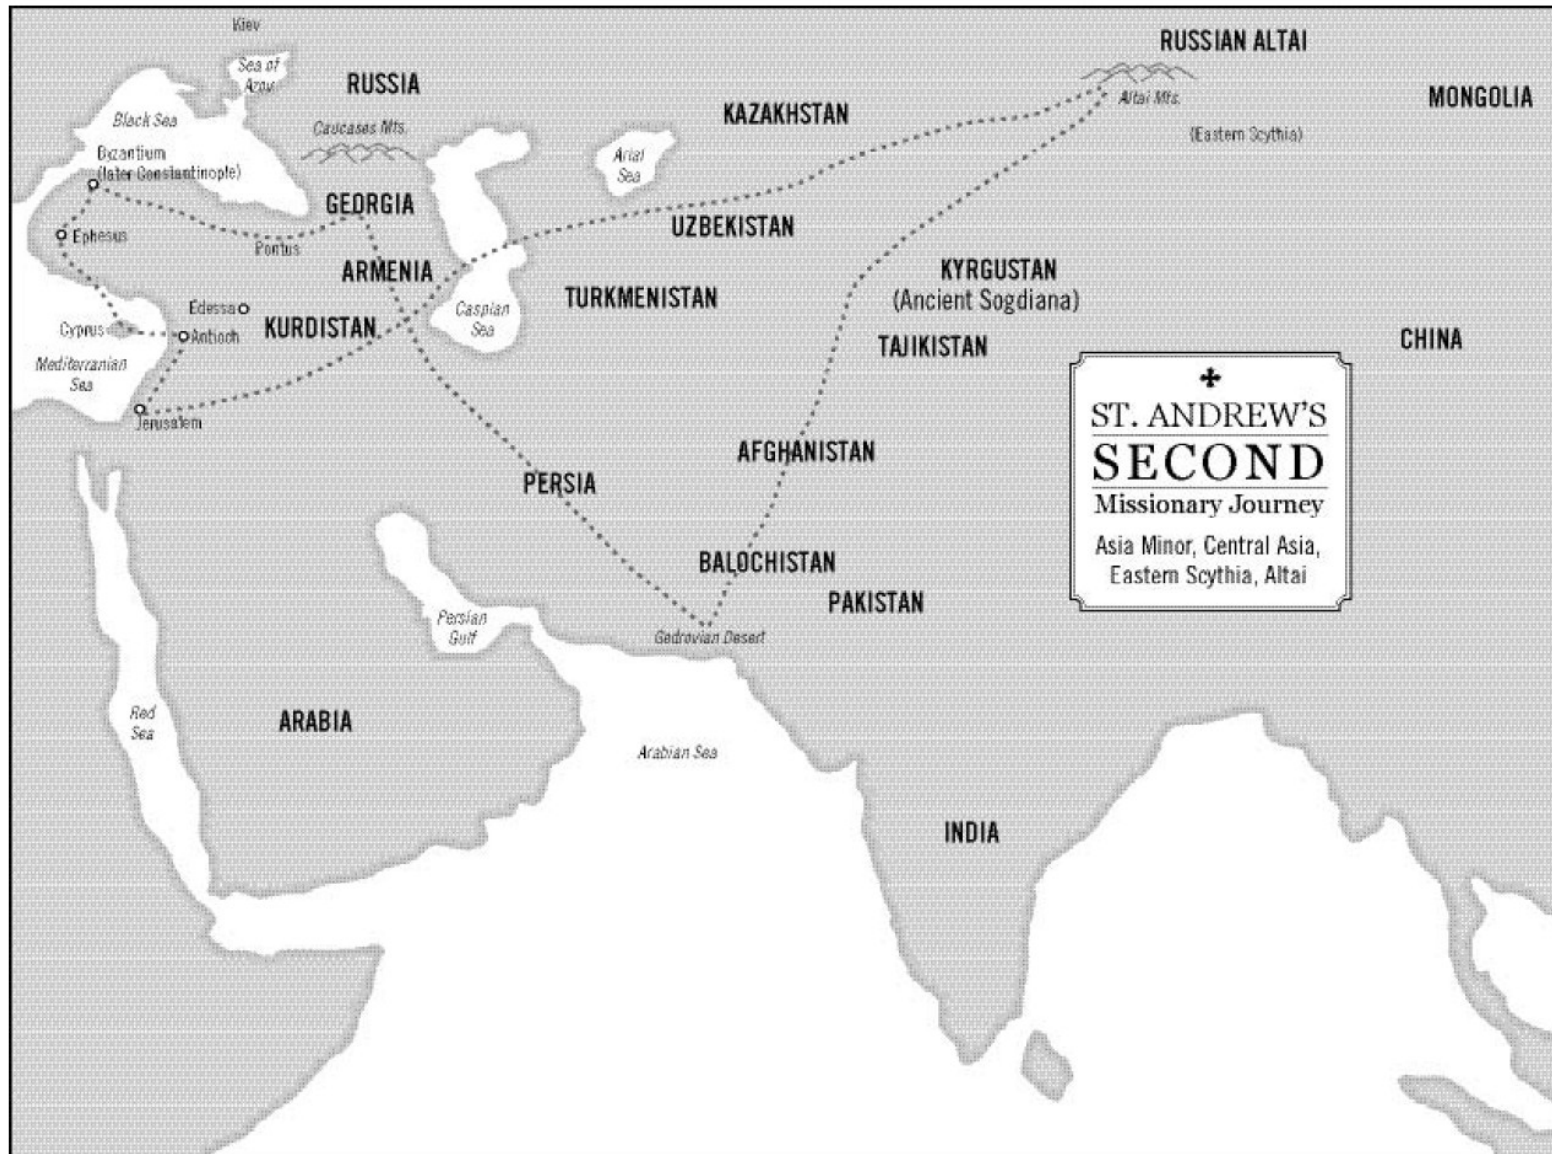 Kiev
RUSSIAN ALTAI
Sea of
Azov
RUSSIA
Altai Mts.
MONGOLIA
KAZAKHSTAN
Black Sea
Caucases Mts.
(Eastern Scythia)
Byzantium
(later Constantinople)
Arial
Sea
GEORGIA
UZBEKISTAN
Ephesus
Pontus
ARMENIA
KYRGUSTAN
(Ancient Sogdiana)
TURKMENISTAN
Edessa
Caspian
Sea
Cyprus
Antioch
KURDISTAN
TAJIKISTAN
CHINA
Mediterranian
Sea
Jerusalem
ST. ANDREW'S
SECOND
Missionary Journey
Asia Minor, Central Asia,
Eastern Scythia, Altai
AFGHANISTAN
PERSIA
BALOCHISTAN
PAKISTAN
Persian
Gulf
Gedrovian Desert
Red
Sea
ARABIA
Arabian Sea
INDIA